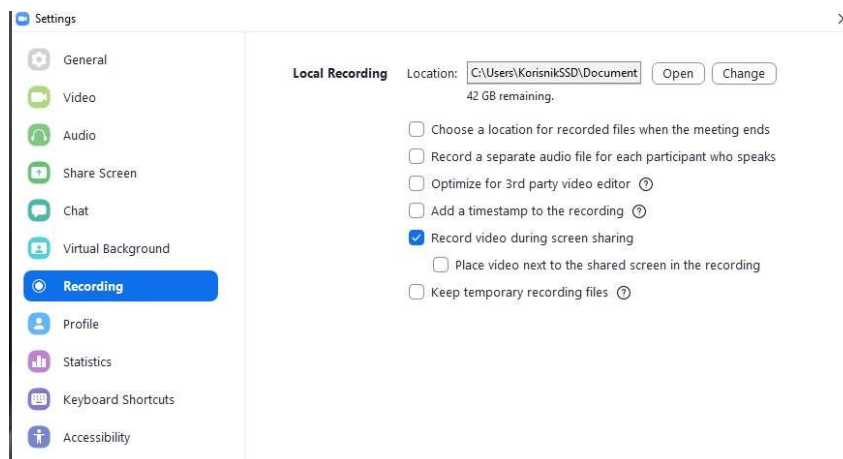 Settings
General
Video
Audio
Share Screen
Chat
Virtual Background
Recording
Profile
Statistics
Keyboard Shortcuts
Accessibility
Local Recording Location: C:\Users\KorisnikSSD\Document Open Change
42 GB remaining.
Choose a location for recorded files when the meeting ends
Record a separate audio file for each participant who speaks
Optimize for 3rd party video editor
Add a timestamp to the recording
Record video during screen sharing
Place video next to the shared screen in the recording
Keep temporary recording files